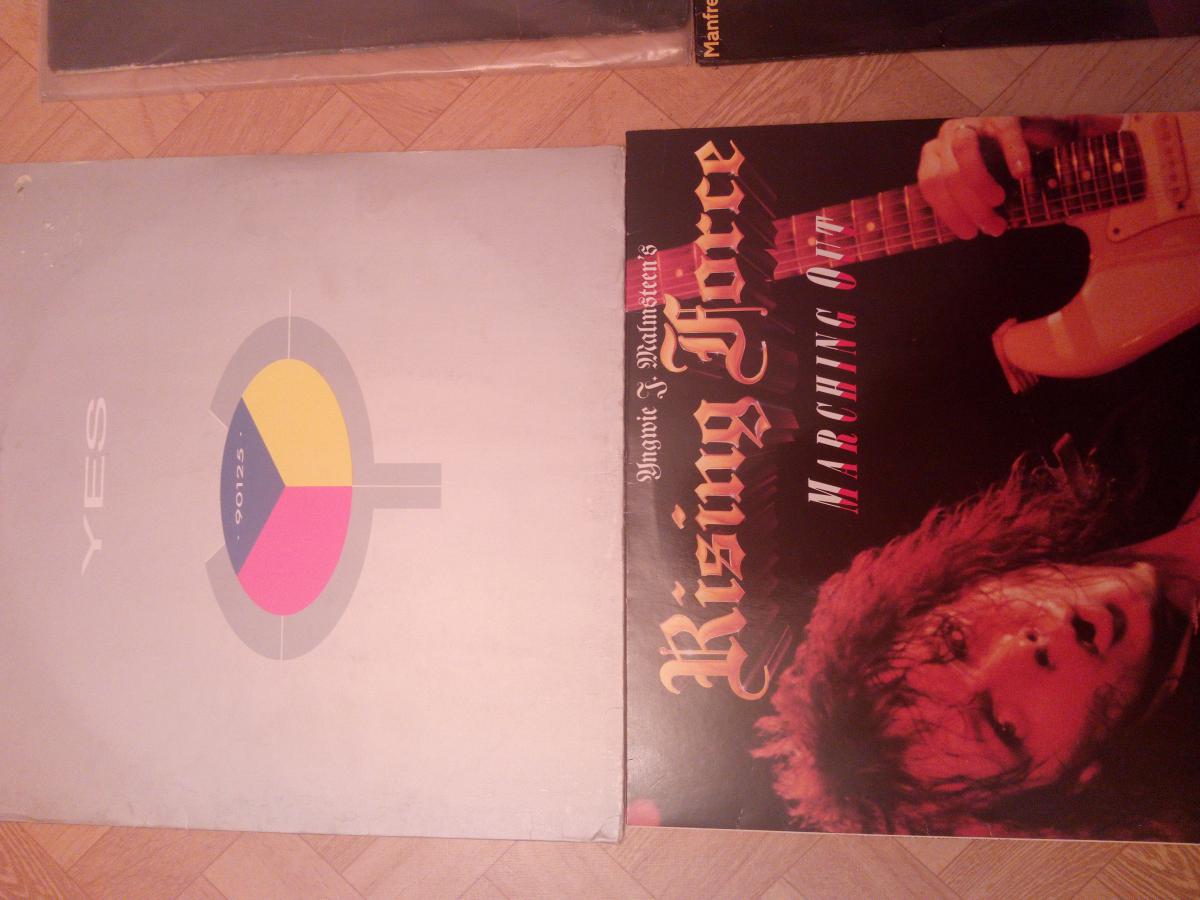 Manfre
YES
· 90125 ·
Yngwie J. Malmsteen's
Rising Force
MARCHING OUT